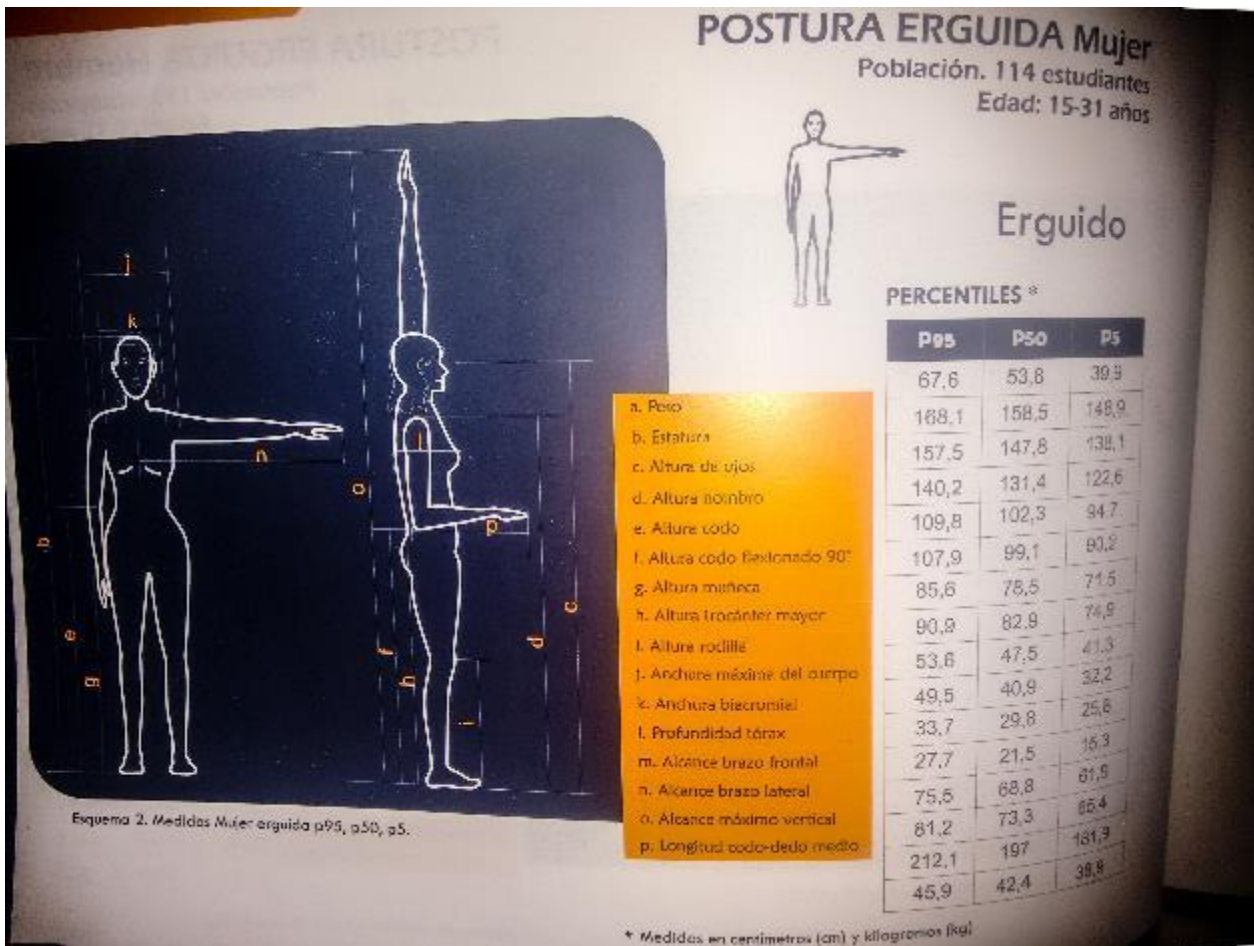 POSTURA ERGUIDA Mujer
Población. 114 estudiantes
Edad: 15-31 años
Erguido
PERCENTILES *
P95 P50 P5
a. Peso 67,6 53,8 39,9
b. Estatura 168,1 158,5 148,9
c. Altura de ojos 157,5 147,8 138,1
d. Altura hombro 140,2 131,4 122,6
e. Altura codo 109,8 102,3 94,7
f. Altura codo flexionado 90° 107,9 99,1 90,2
g. Altura muñeca 85,6 78,5 71,5
h. Altura trocánter mayor 90,9 82,9 74,9
i. Altura rodilla 53,6 47,5 41,3
j. Anchura máxima del cuerpo 49,5 40,9 32,2
k. Anchura biacromial 33,7 29,8 25,8
l. Profundidad tórax 27,7 21,5 15,3
m. Alcance brazo frontal 75,5 68,8
n. Alcance brazo lateral 81,2 73,3 65,4
o. Alcance máximo vertical 212,1 197 181,9
p. Longitud codo-dedo medio 45,9 42,4
j
k
n
o
p
b
e
g
f
h
i
d
c
l
Esquema 2. Medidas Mujer erguida p95, p50, p5.
* Medidas en centímetros (cm) y kilogramos (kg)